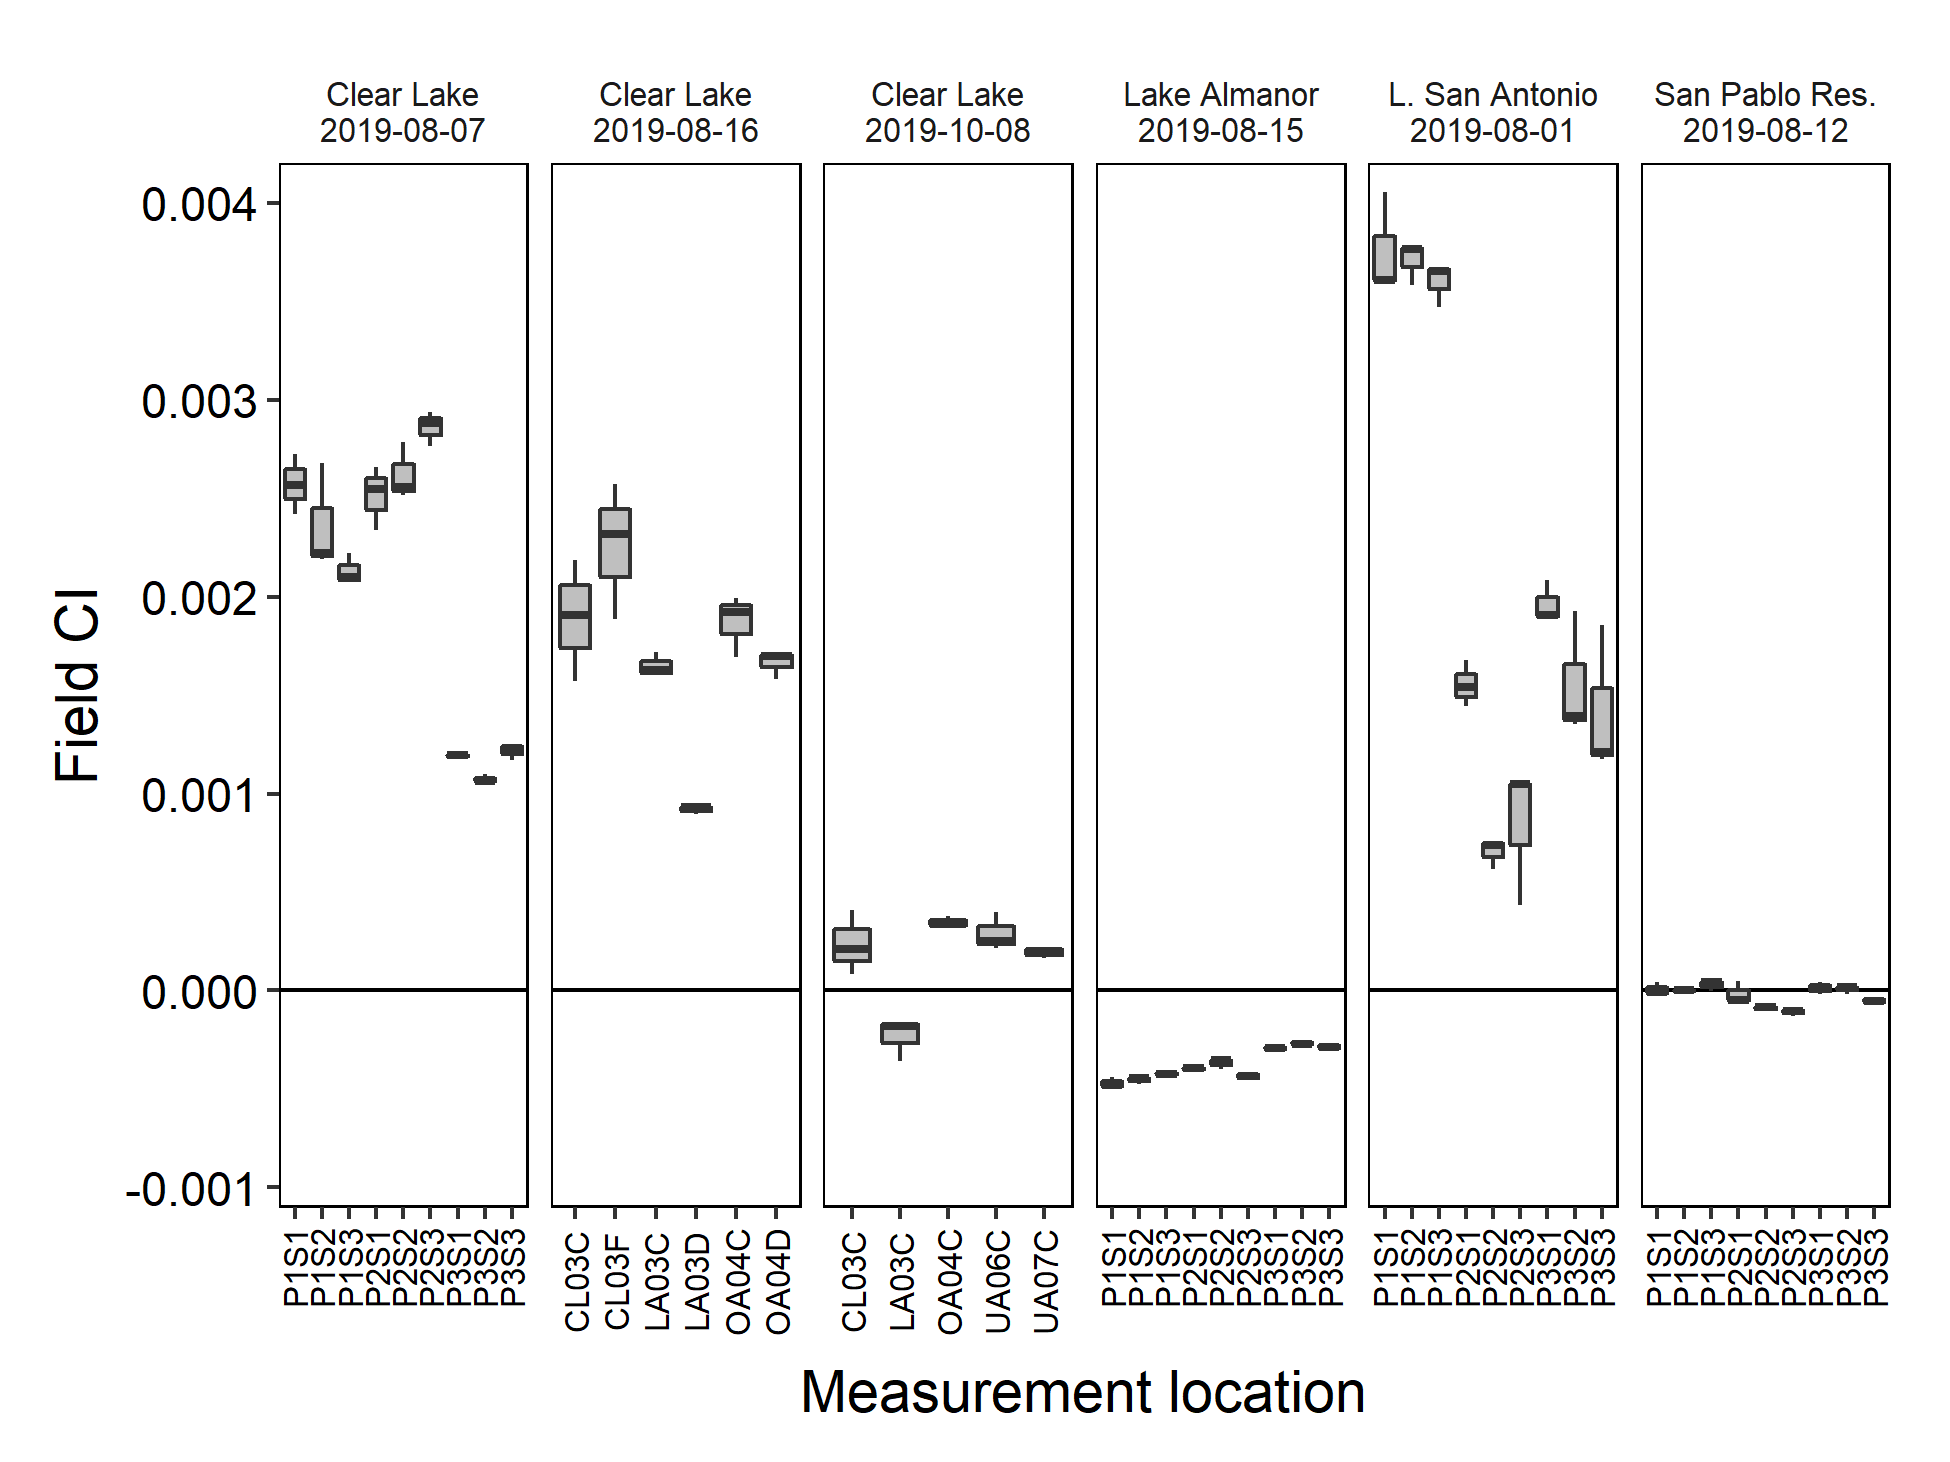 Clear Lake
2019-08-07
Clear Lake
2019-08-16
Clear Lake
2019-10-08
Lake Almanor
2019-08-15
L. San Antonio
2019-08-01
San Pablo Res.
2019-08-12
Field CI
0.004
0.003
0.002
0.001
0.000
-0.001
P1S1
P1S2
P1S3
P2S1
P2S2
P2S3
P3S1
P3S2
P3S3
CL03C
CL03F
LA03C
LA03D
OA04C
OA04D
CL03C
LA03C
OA04C
UA06C
UA07C
P1S1
P1S2
P1S3
P2S1
P2S2
P2S3
P3S1
P3S2
P3S3
P1S1
P1S2
P1S3
P2S1
P2S2
P2S3
P3S1
P3S2
P3S3
P1S1
P1S2
P1S3
P2S1
P2S2
P2S3
P3S1
P3S2
P3S3
Measurement location